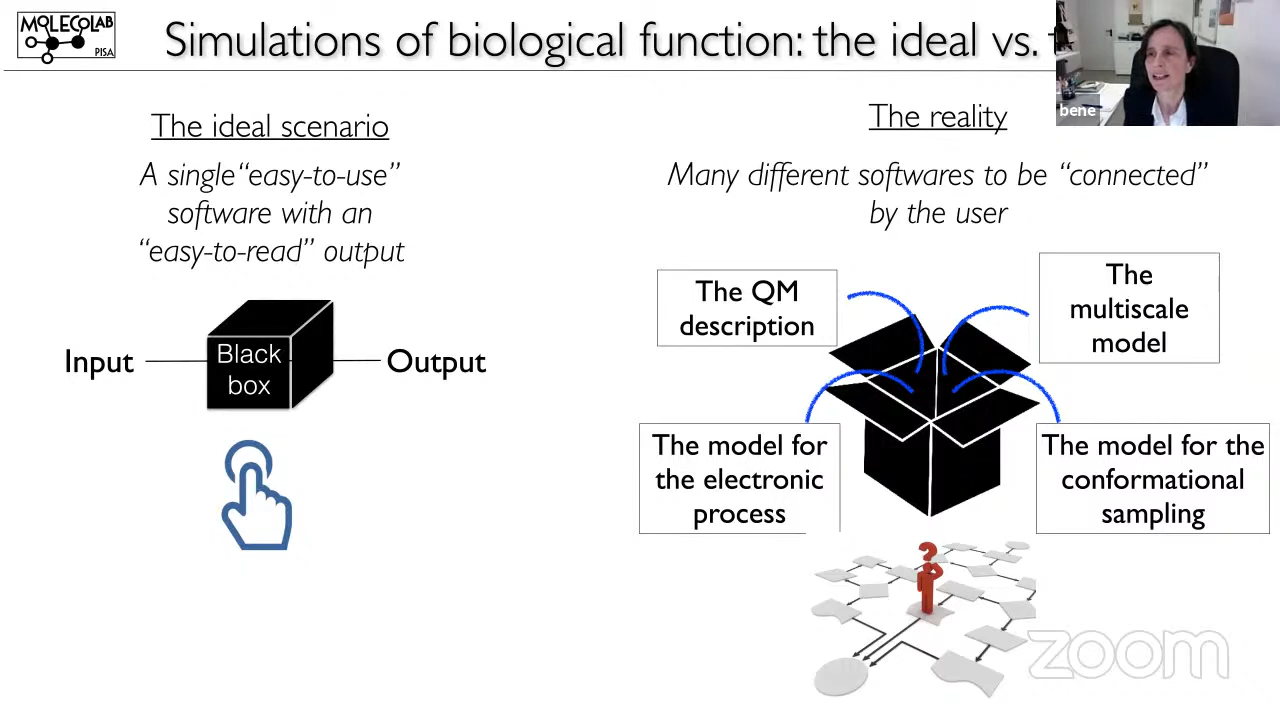 MOLECOLAB
PISA
Simulations of biological function: the ideal vs.
bene
The ideal scenario
A single “easy-to-use”
software with an
“easy-to-read” output
Input
Black
box
Output
The reality
Many different softwares to be “connected”
by the user
The QM
description
The
multiscale
model
The model for
the electronic
process
The model for the
conformational
sampling
?
zoom